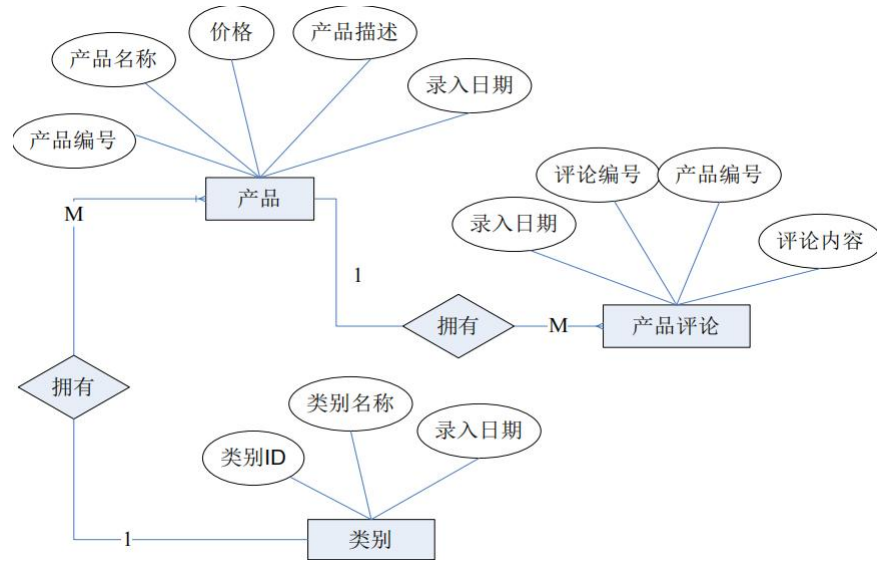 价格
产品描述
产品名称
录入日期
产品编号
产品
M
评论编号
产品编号
录入日期
评论内容
1
拥有
M
产品评论
拥有
类别名称
录入日期
类别ID
1
类别